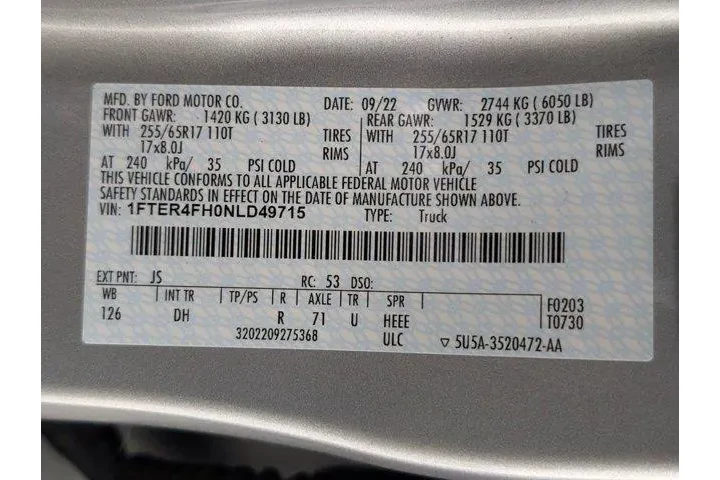 MFD. BY FORD MOTOR CO. DATE: 09/22 GVWR: 2744 KG ( 6050 LB)
FRONT GAWR: 1420 KG ( 3130 LB) REAR GAWR: 1529 KG ( 3370 LB)
WITH 255/65R17 110T TIRES WITH 255/65R17 110T TIRES
17x8.0J RIMS 17x8.0J RIMS
AT 240 kPa/ 35 PSI COLD AT 240 kPa/ 35 PSI COLD
THIS VEHICLE CONFORMS TO ALL APPLICABLE FEDERAL MOTOR VEHICLE
SAFETY STANDARDS IN EFFECT ON THE DATE OF MANUFACTURE SHOWN ABOVE.
VIN: 1FTER4FH0NLD49715 TYPE: Truck
EXT PNT: JS RC: 53 DSO:
WB INT TR TP/PS R AXLE TR SPR F0203
126 DH R 71 U HEEE T0730
3202209275368 ULC ▽ 5U5A-3520472-AA